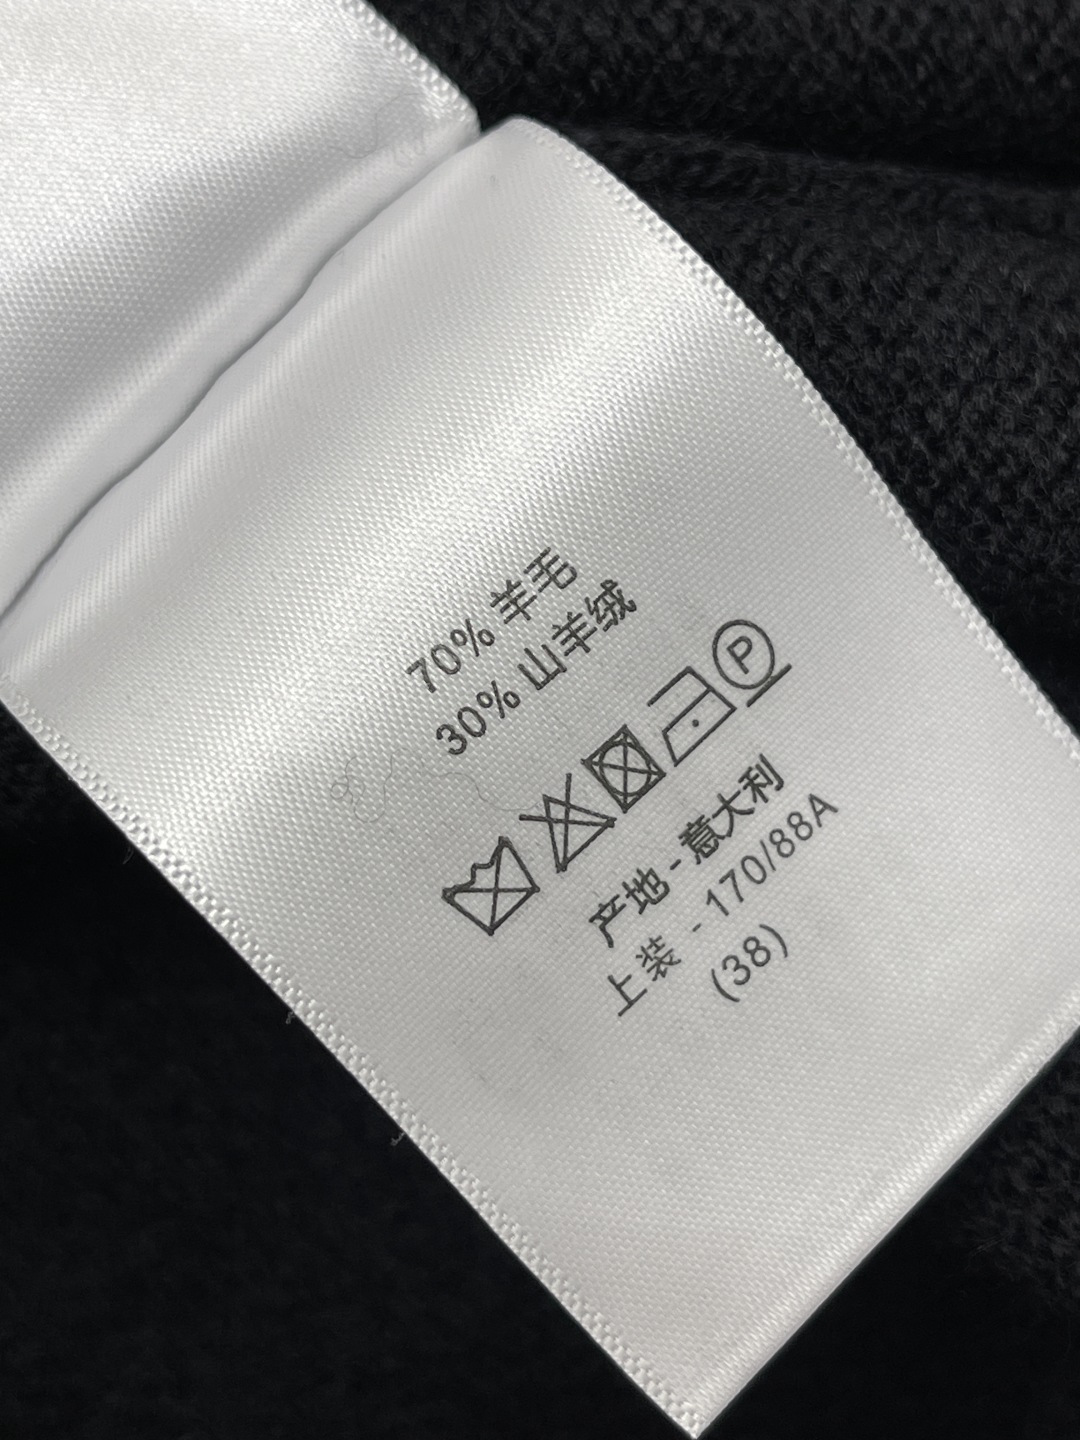 70% 羊毛
30% 山羊绒
P
产地 - 意大利
上装 - 170/88A
(38)